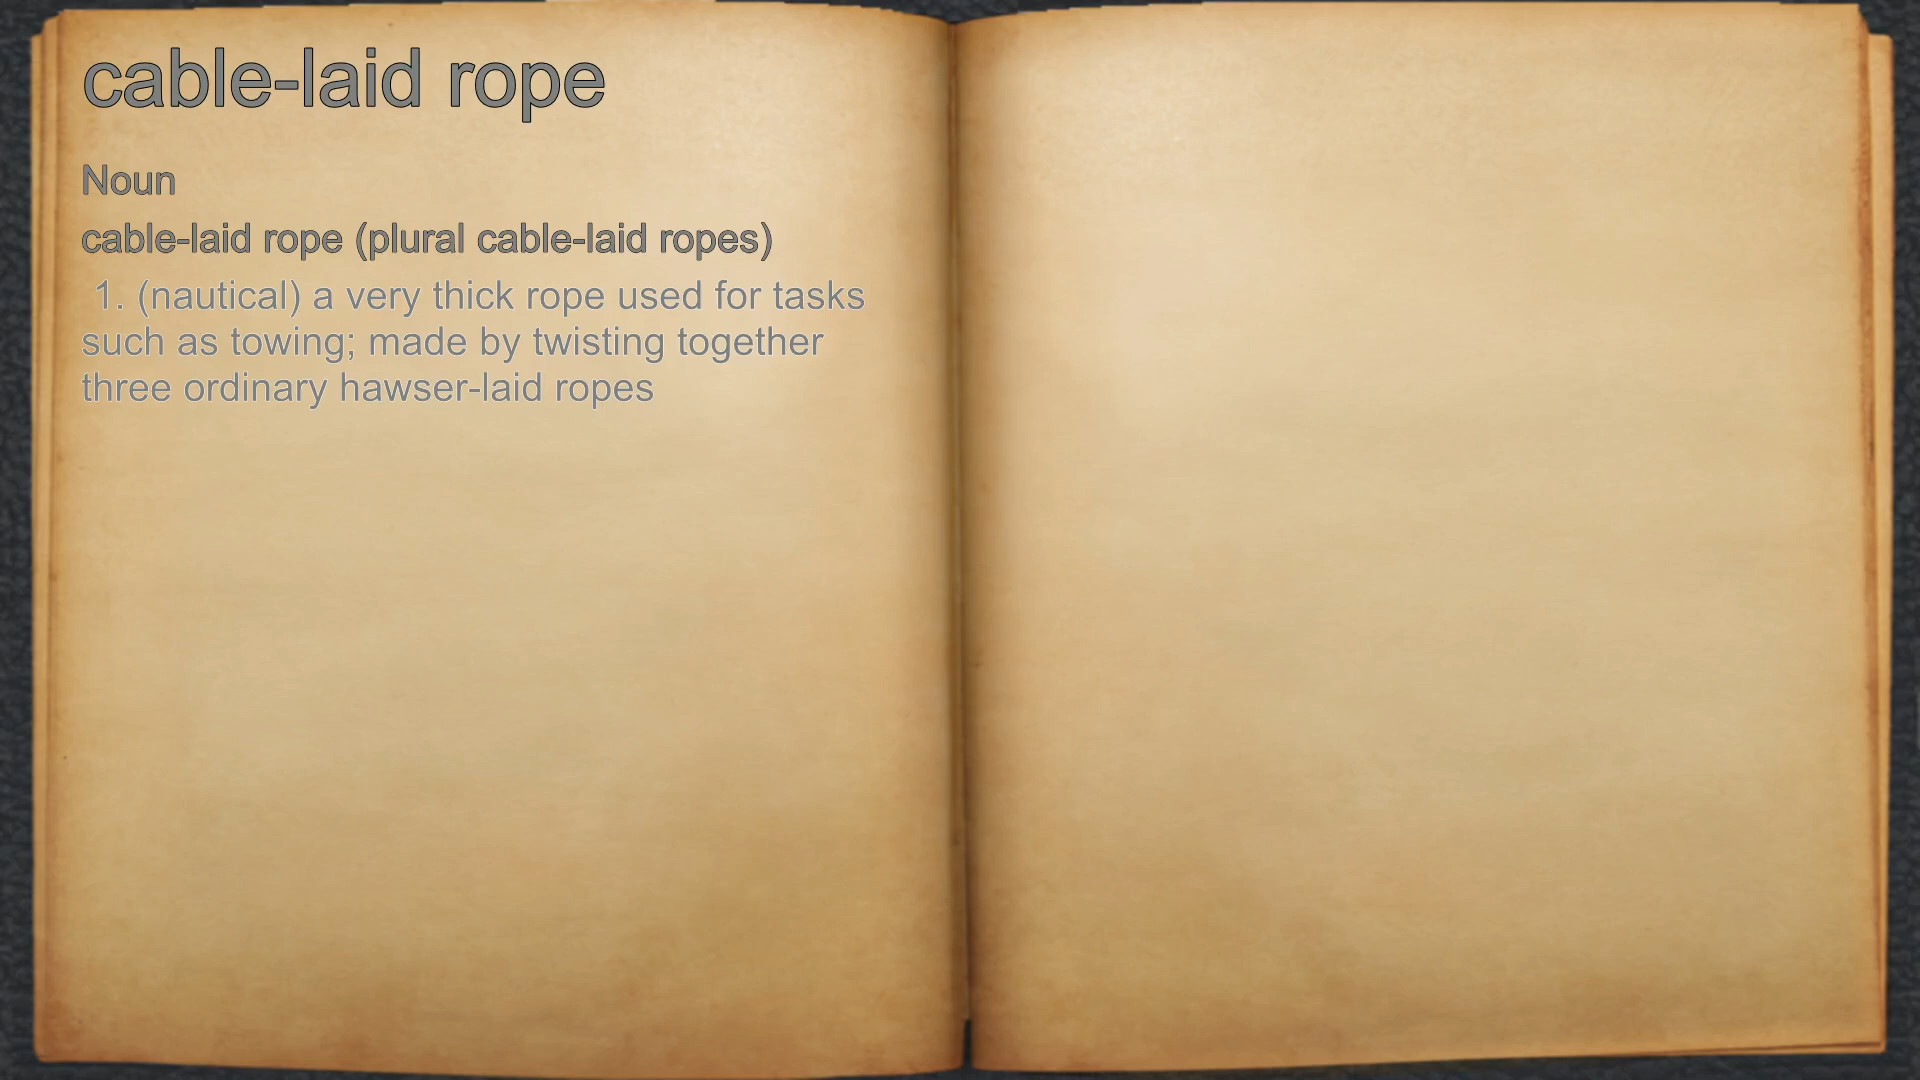 cable-laid rope
Noun
cable-laid rope (plural cable-laid ropes)
1. (nautical) a very thick rope used for tasks
such as towing; made by twisting together
three ordinary hawser-laid ropes